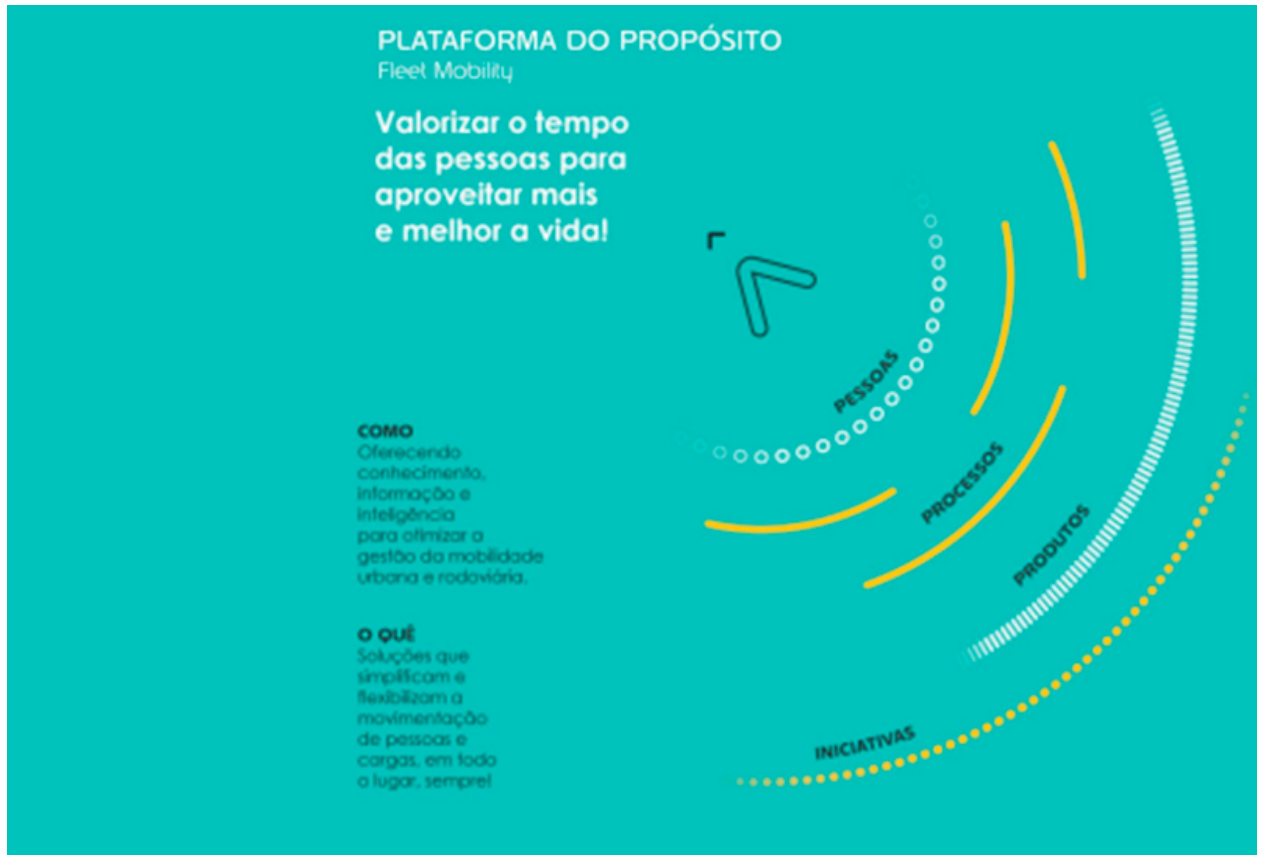 PLATAFORMA DO PROPÓSITO
Fleet Mobility
Valorizar o tempo
das pessoas para
aproveitar mais
e melhor a vida!
COMO
Oferecendo
conhecimento,
informação e
inteligência
para otimizar a
gestão da mobilidade
urbana e rodoviária.
O QUÊ
Soluções que
simplificam e
flexibilizam a
movimentação
de pessoas e
cargas, em todo
o lugar, sempre!
PESSOAS
PROCESSOS
PRODUTOS
INICIATIVAS